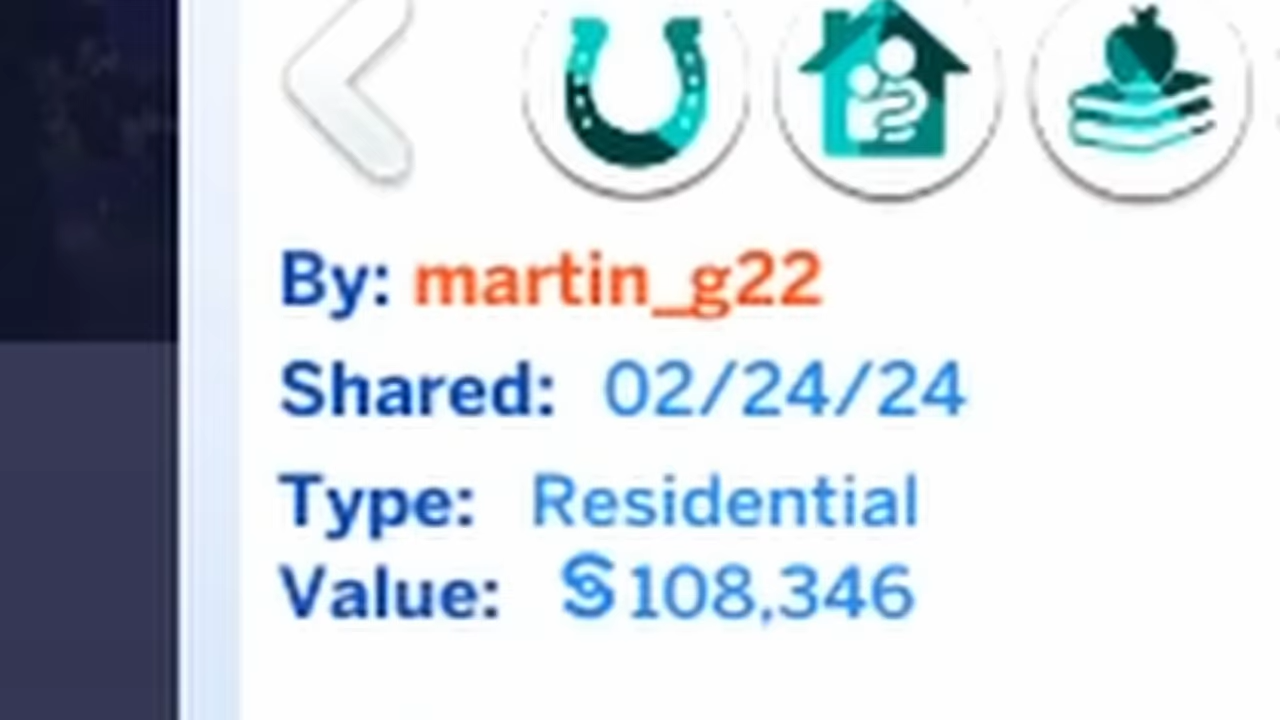 By: martin_g22
Shared: 02/24/24
Type: Residential
Value: §108,346